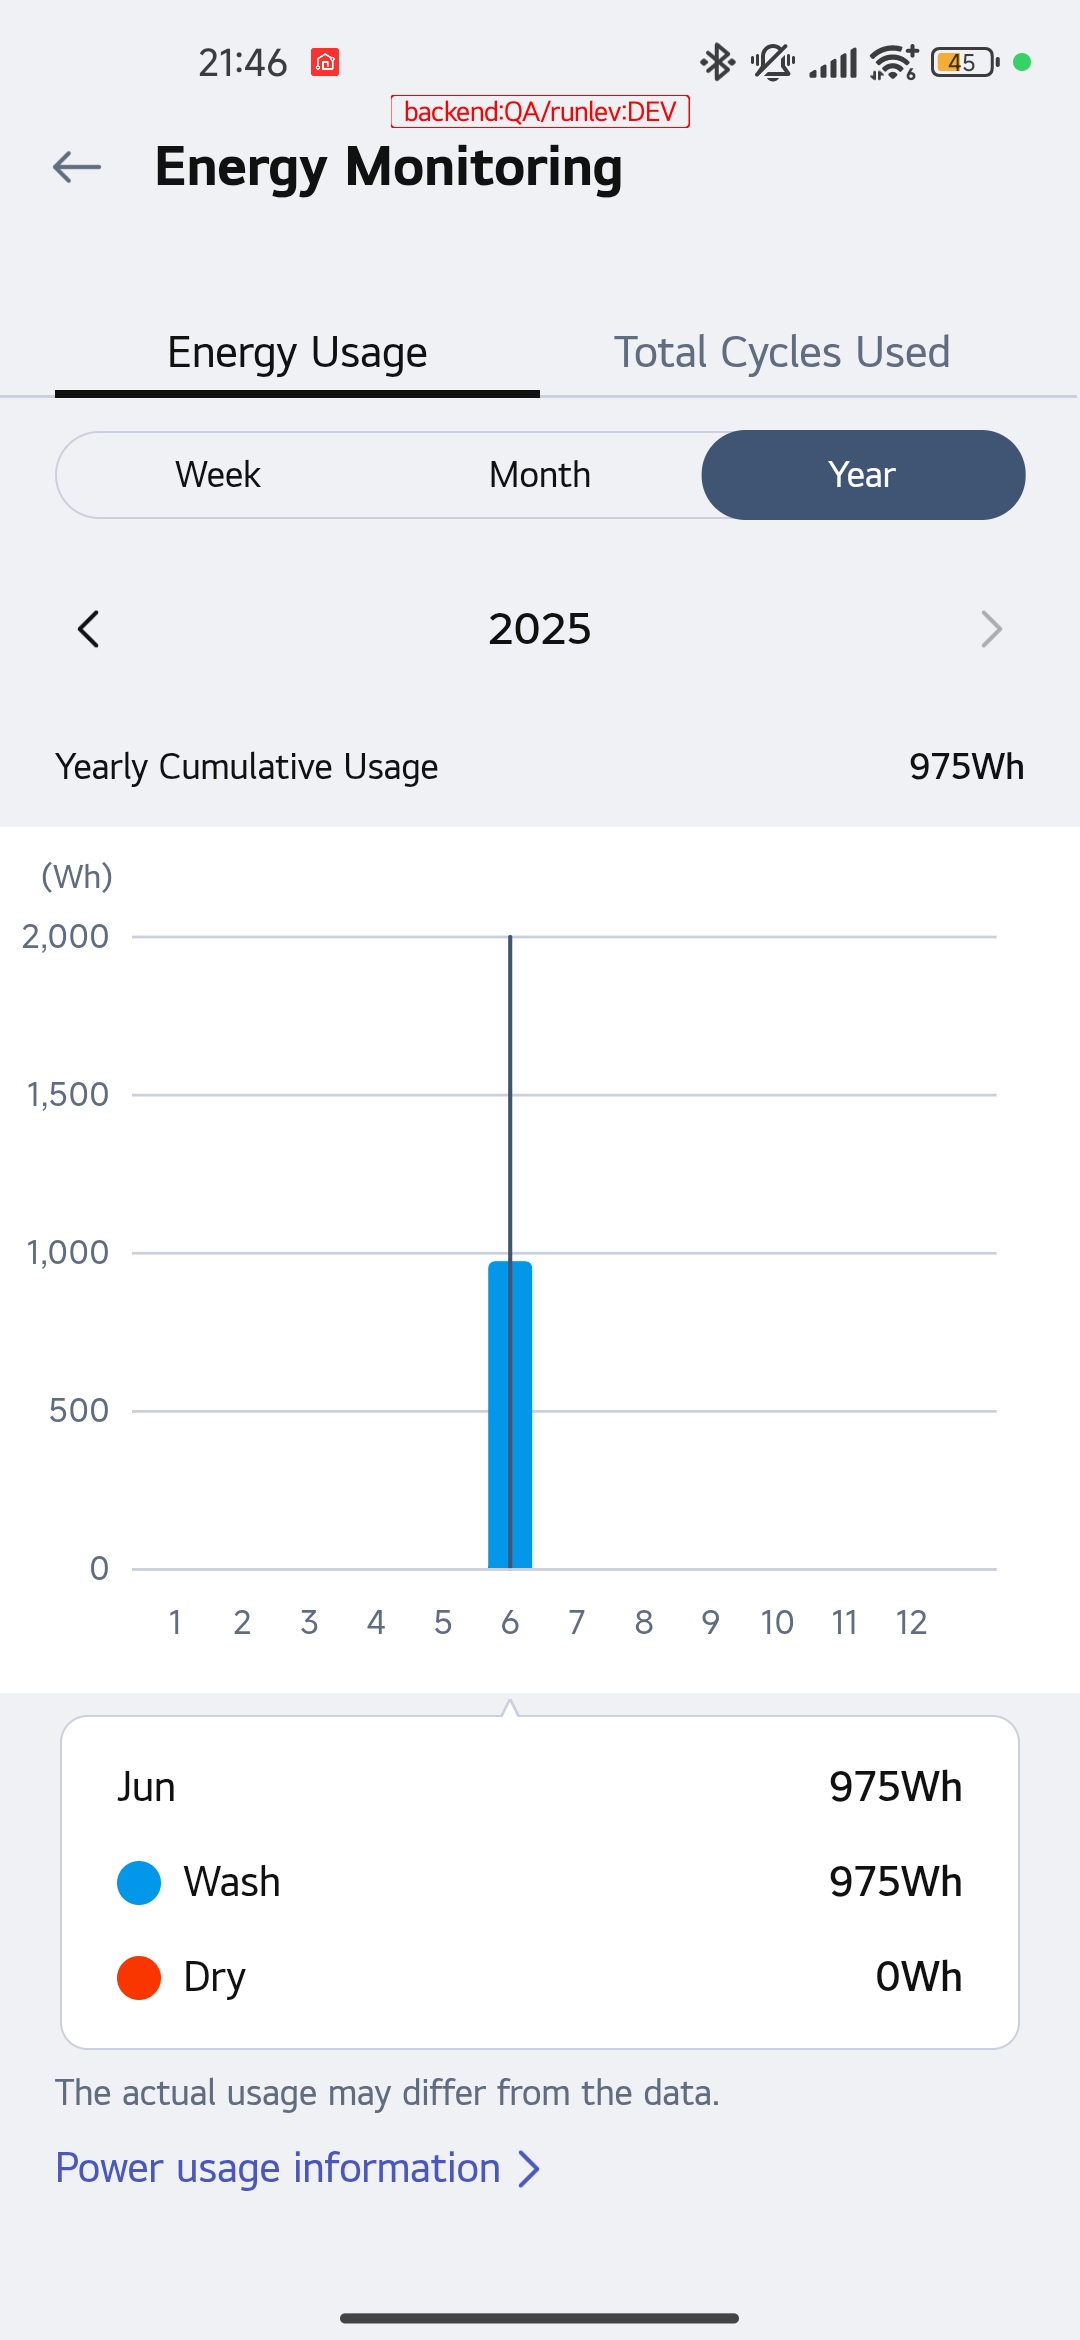 21:46
45
backend:QA/runlev:DEV
Energy Monitoring
Energy Usage Total Cycles Used
Week Month Year
2025
Yearly Cumulative Usage 975Wh
(Wh)
2,000
1,500
1,000
500
0
1 2 3 4 5 6 7 8 9 10 11 12
Jun 975Wh
Wash 975Wh
Dry 0Wh
The actual usage may differ from the data.
Power usage information